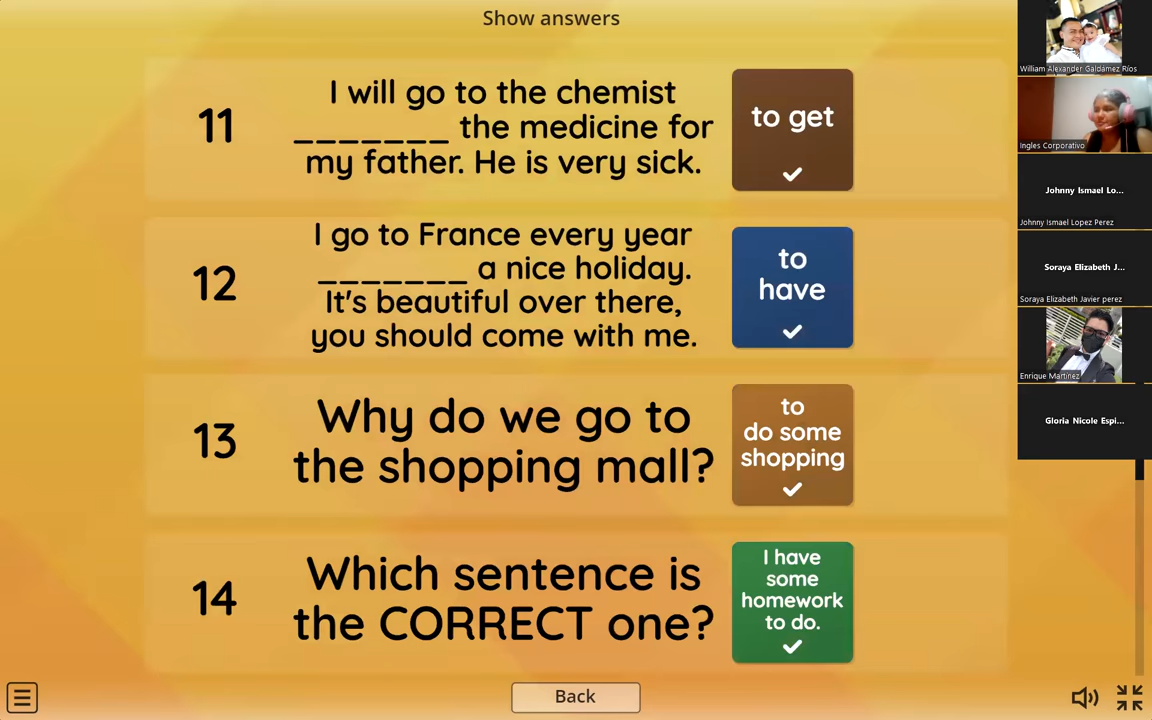 Show answers
11
I will go to the chemist
_______ the medicine for
my father. He is very sick.
to get
12
I go to France every year
_______ a nice holiday.
It's beautiful over there,
you should come with me.
to
have
13
Why do we go to
the shopping mall?
to
do some
shopping
14
Which sentence is
the CORRECT one?
I have
some
homework
to do.
Back
William Alexander Galdamez Rios
Ingles Corporativo
Johnny Ismael Lo...
Johnny Ismael Lopez Perez
Soraya Elizabeth J...
Soraya Elizabeth Javier perez
Enrique Martinez
Gloria Nicole Espi...